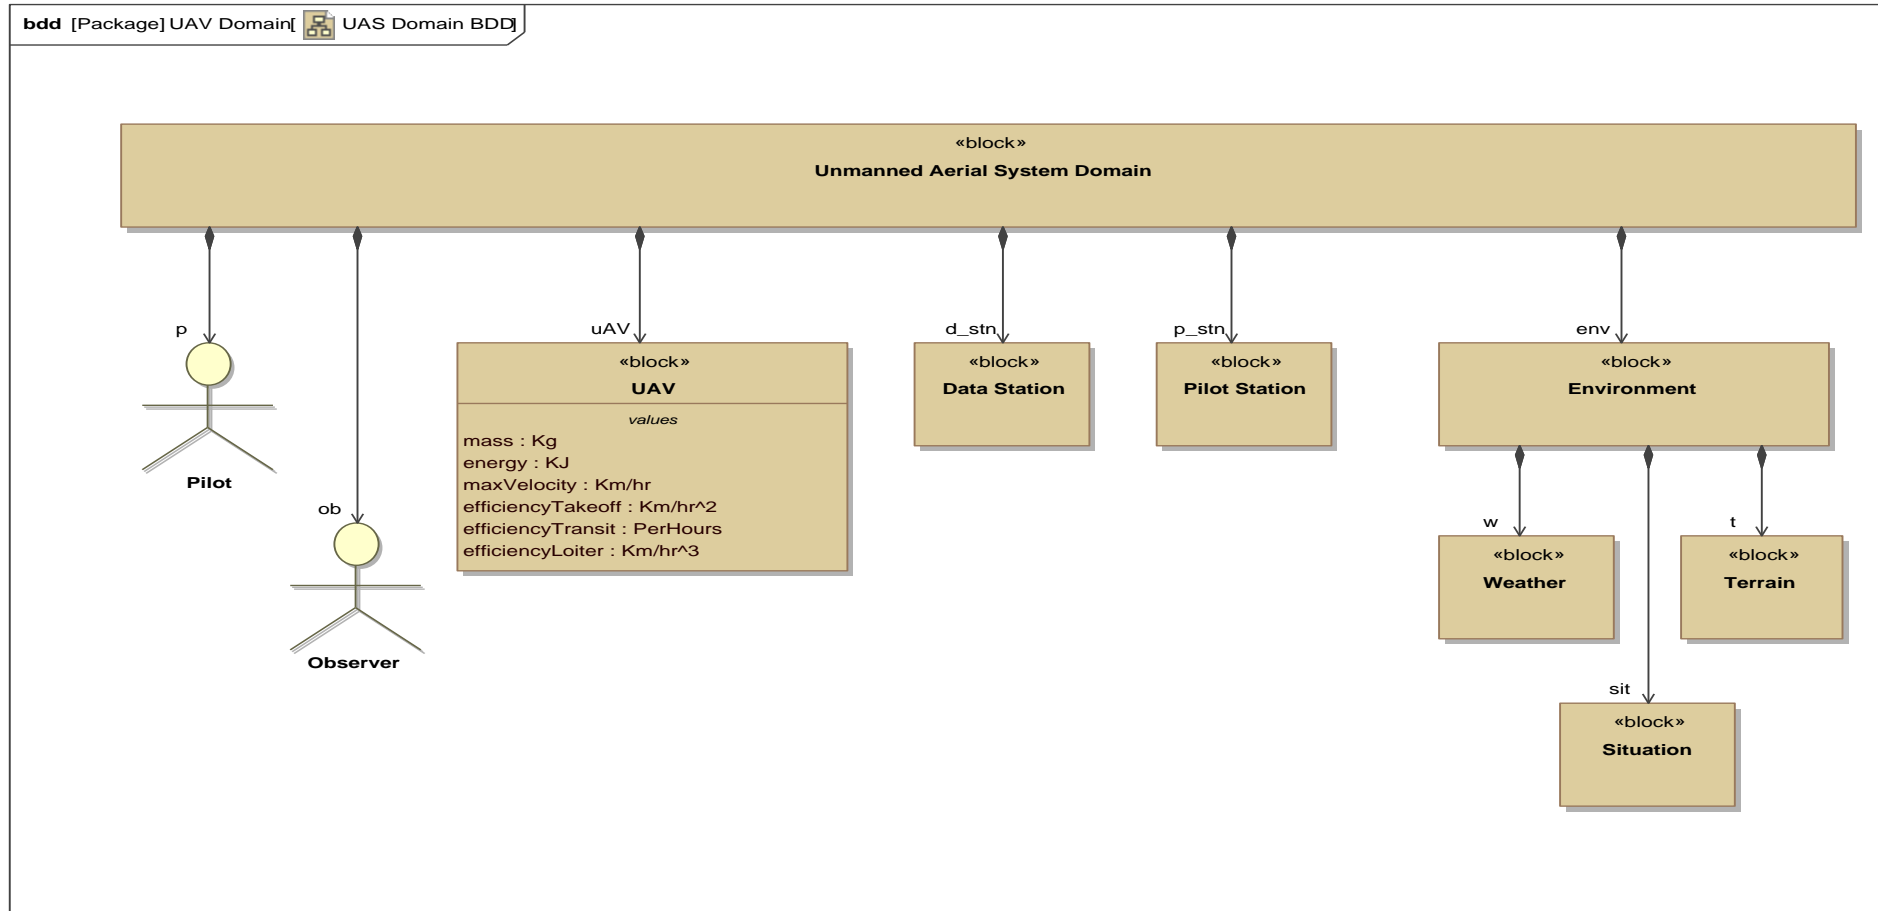 bdd [Package] UAV Domain[ UAS Domain BDD]
«block»
Unmanned Aerial System Domain
p
Pilot
ob
Observer
uAV
«block»
UAV
values
mass : Kg
energy : KJ
maxVelocity : Km/hr
efficiencyTakeoff : Km/hr^2
efficiencyTransit : PerHours
efficiencyLoiter : Km/hr^3
d_stn
«block»
Data Station
p_stn
«block»
Pilot Station
env
«block»
Environment
w
«block»
Weather
t
«block»
Terrain
sit
«block»
Situation